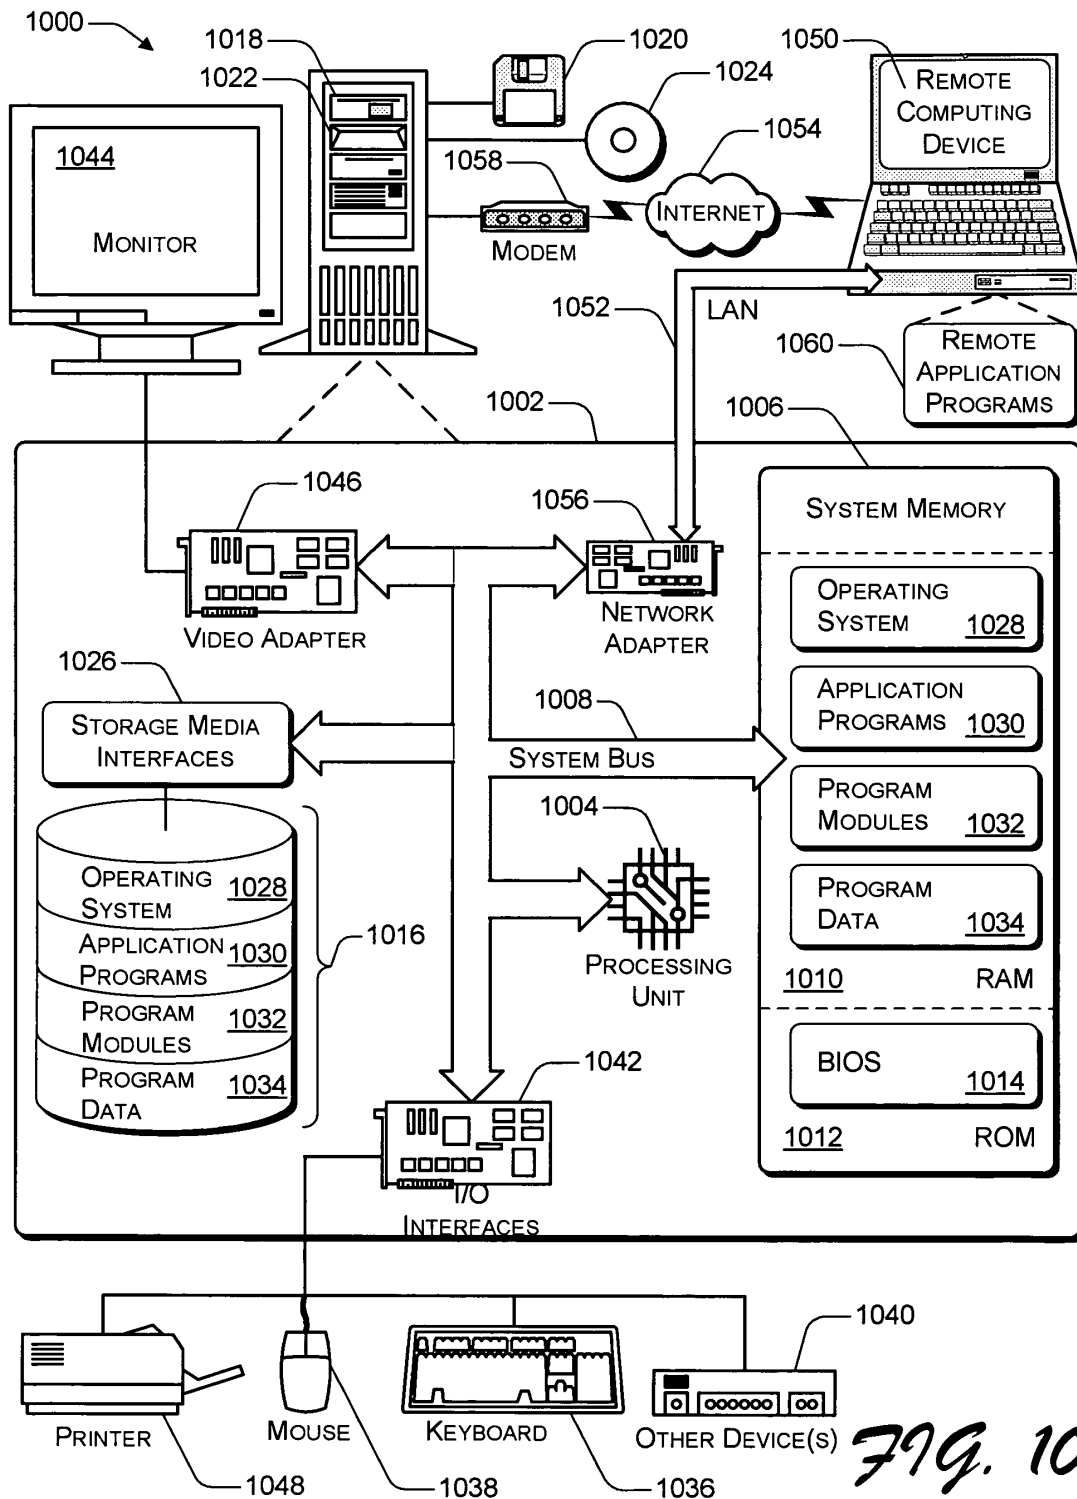 1000
1018
1022
1020
1024
1050
REMOTE
COMPUTING
DEVICE
1054
1044
MONITOR
1058
MODEM
INTERNET
1052
LAN
1060
REMOTE
APPLICATION
PROGRAMS
1002
1006
1046
VIDEO ADAPTER
1056
NETWORK
ADAPTER
SYSTEM MEMORY
OPERATING
SYSTEM 1028
APPLICATION
PROGRAMS 1030
PROGRAM
MODULES 1032
PROGRAM
DATA 1034
1010 RAM
BIOS
1014
1012 ROM
1026
STORAGE MEDIA
INTERFACES
1008
SYSTEM BUS
1004
PROCESSING
UNIT
OPERATING
SYSTEM 1028
APPLICATION
PROGRAMS 1030
PROGRAM
MODULES 1032
PROGRAM
DATA 1034
1016
1042
I/O
INTERFACES
PRINTER
1048
MOUSE
1038
KEYBOARD
1036
1040
OTHER DEVICE(S)
FIG. 10